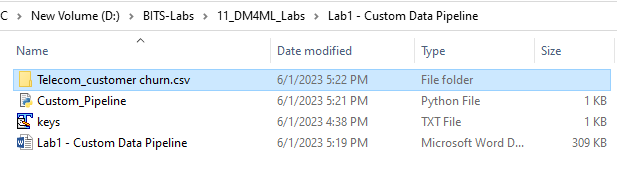 C > New Volume (D:) > BITS-Labs > 11_DM4ML_Labs > Lab1 - Custom Data Pipeline
Name Date modified Type Size
Telecom_customer churn.csv 6/1/2023 5:22 PM File folder
Custom_Pipeline 6/1/2023 5:21 PM Python File 1 KB
keys 6/1/2023 4:38 PM TXT File 1 KB
Lab1 - Custom Data Pipeline 6/1/2023 5:19 PM Microsoft Word D... 309 KB